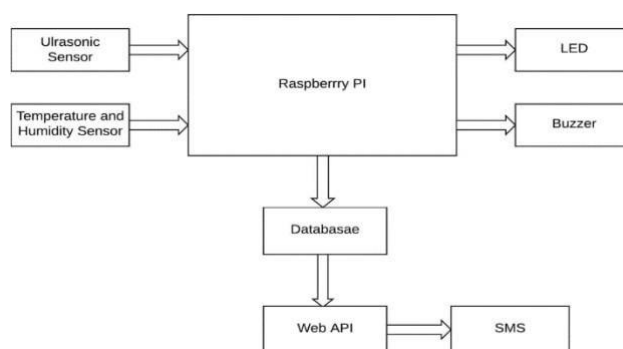 Ulrasonic
Sensor
LED
Raspberrry PI
Temperature and
Humidity Sensor
Buzzer
Databasae
Web API
SMS